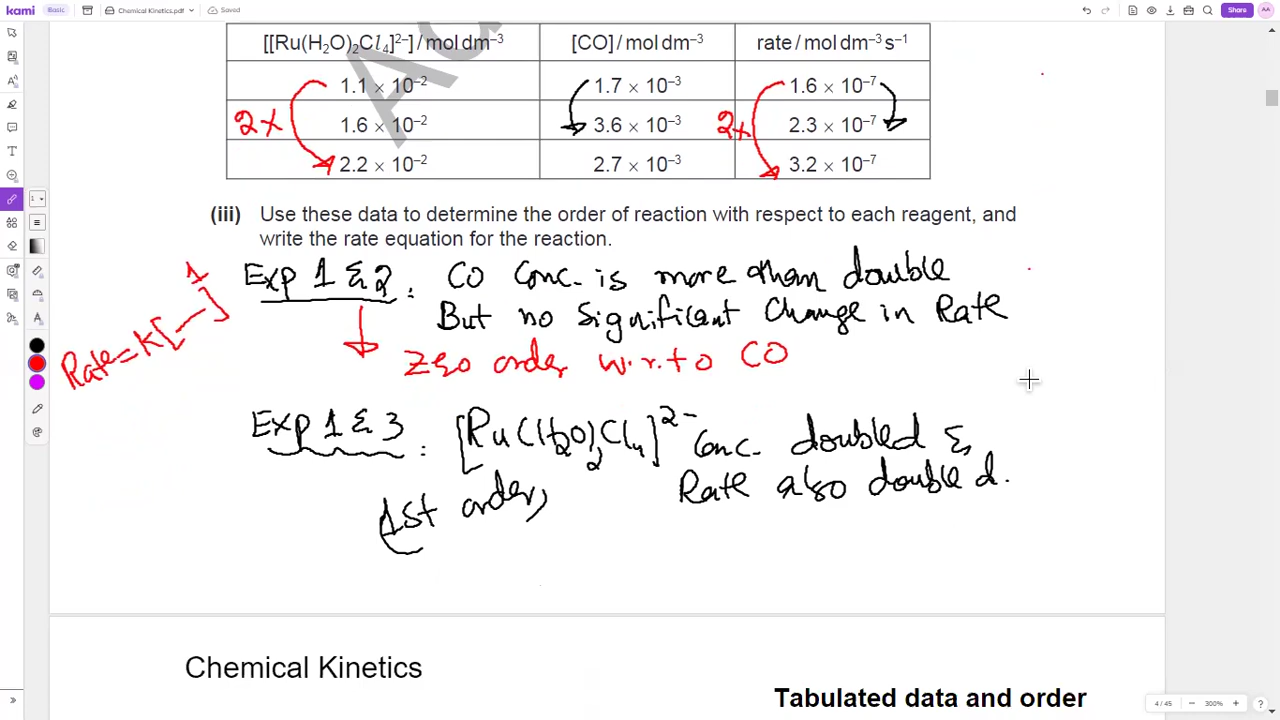 kami
Basic
Chemical Kinetics.pdf
Saved
Share
AA
[[Ru(H₂O)₂Cl₄]²⁻] / mol dm⁻³ [CO] / mol dm⁻³ rate / mol dm⁻³ s⁻¹
1.1 × 10⁻² 1.7 × 10⁻³ 1.6 × 10⁻⁷
2x 1.6 × 10⁻² 3.6 × 10⁻³ 2x 2.3 × 10⁻⁷
2.2 × 10⁻² 2.7 × 10⁻³ 3.2 × 10⁻⁷
(iii) Use these data to determine the order of reaction with respect to each reagent, and
write the rate equation for the reaction.
Exp 1 & 2 : CO Conc. is more than double
But no significant Change in Rate
Rate = K[---]¹
Zero order w.r.to CO
Exp 1 & 3 : [Ru(H₂O)₂Cl₄]²⁻ Conc. doubled &
Rate also doubled.
1st order,
Chemical Kinetics
Tabulated data and order
4 / 45 300%